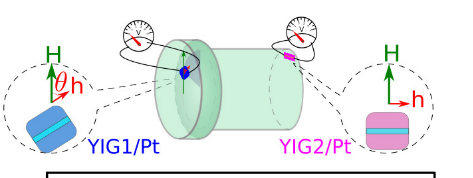 V
V
H
θ h
H
h
YIG1/Pt
YIG2/Pt